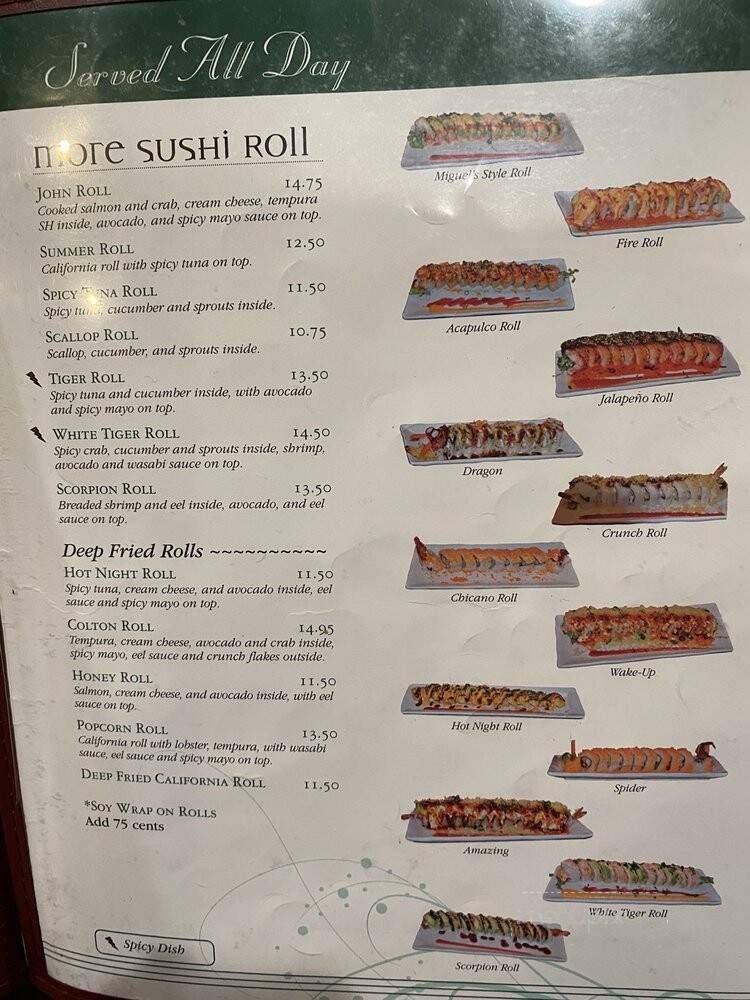 Served All Day
more sushi roll
John Roll 14.75
Cooked salmon and crab, cream cheese, tempura
SH inside, avocado, and spicy mayo sauce on top.
Summer Roll 12.50
California roll with spicy tuna on top.
Spicy Tuna Roll 11.50
Spicy tuna, cucumber and sprouts inside.
Scallop Roll 10.75
Scallop, cucumber, and sprouts inside.
Tiger Roll 13.50
Spicy tuna and cucumber inside, with avocado
and spicy mayo on top.
White Tiger Roll 14.50
Spicy crab, cucumber and sprouts inside, shrimp,
avocado and wasabi sauce on top.
Scorpion Roll 13.50
Breaded shrimp and eel inside, avocado, and eel
sauce on top.
Deep Fried Rolls ~~~~~~~~~~
Hot Night Roll 11.50
Spicy tuna, cream cheese, and avocado inside, eel
sauce and spicy mayo on top.
Colton Roll 14.95
Tempura, cream cheese, avocado and crab inside,
spicy mayo, eel sauce and crunch flakes outside.
Honey Roll 11.50
Salmon, cream cheese, and avocado inside, with eel
sauce on top.
Popcorn Roll 13.50
California roll with lobster, tempura, with wasabi
sauce, eel sauce and spicy mayo on top.
Deep Fried California Roll 11.50
*Soy Wrap on Rolls
Add 75 cents
Spicy Dish
Miguel's Style Roll
Fire Roll
Acapulco Roll
Jalapeño Roll
Dragon
Crunch Roll
Chicano Roll
Wake-Up
Hot Night Roll
Spider
Amazing
White Tiger Roll
Scorpion Roll